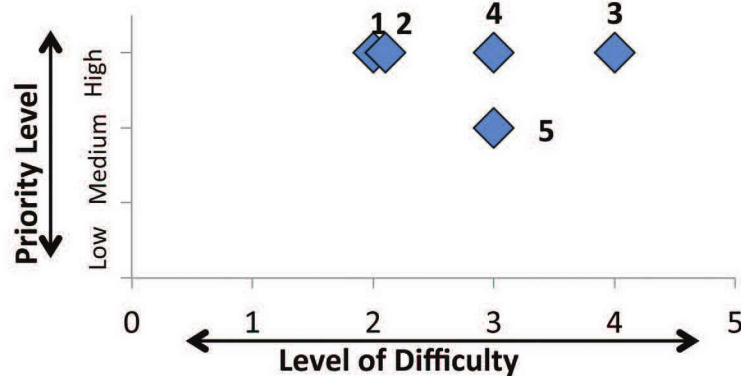 1 2 4 3
5
High
Medium
Low
Priority Level
0 1 2 3 4 5
Level of Difficulty